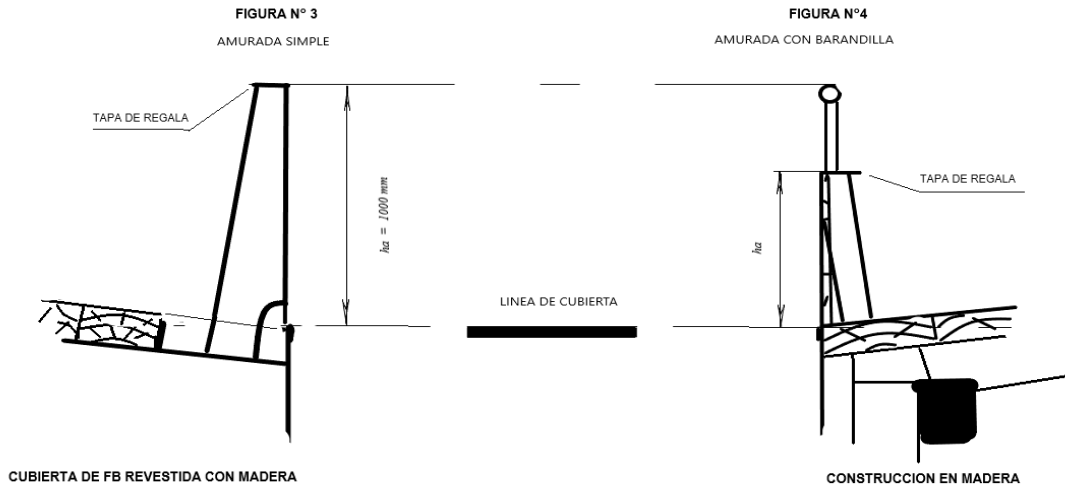 FIGURA N° 3
AMURADA SIMPLE
TAPA DE REGALA
ha = 1000 mm
CUBIERTA DE FB REVESTIDA CON MADERA
LINEA DE CUBIERTA
FIGURA N°4
AMURADA CON BARANDILLA
TAPA DE REGALA
ha
CONSTRUCCION EN MADERA